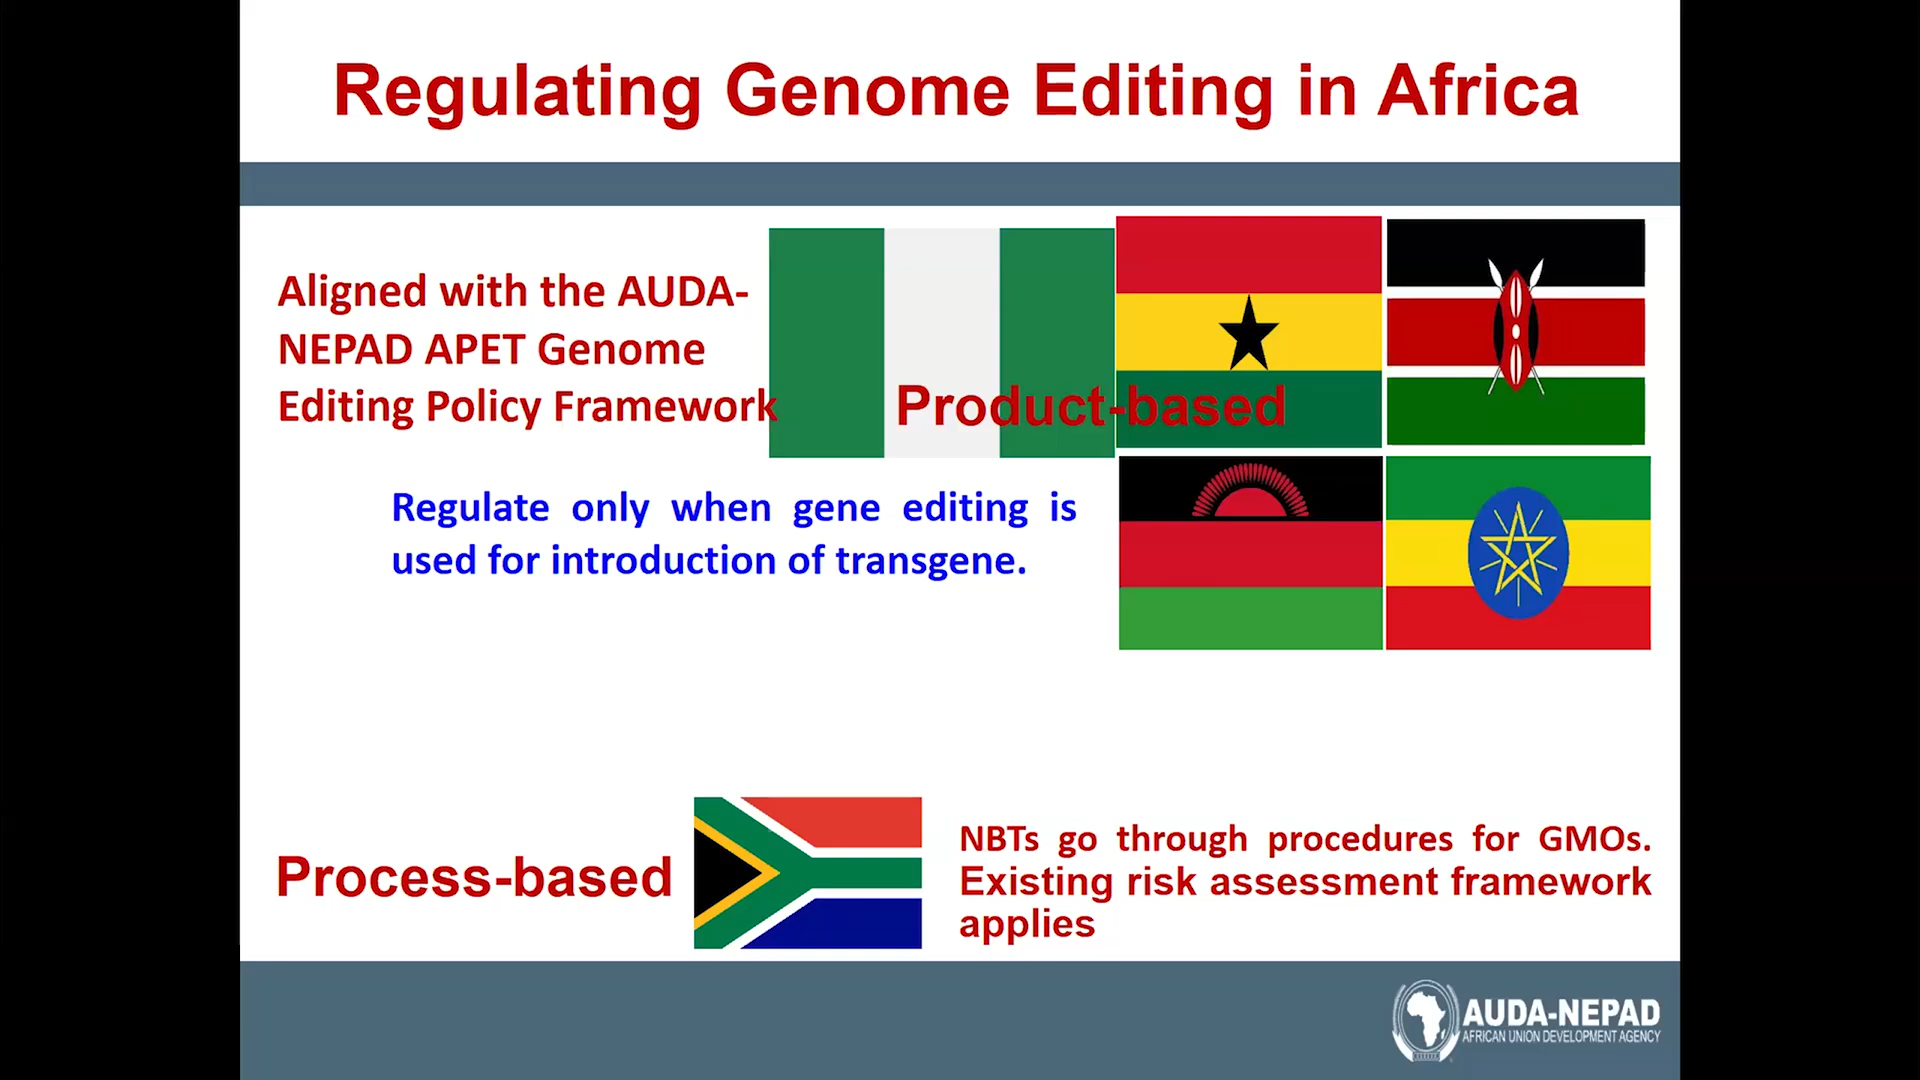 Regulating Genome Editing in Africa
Aligned with the AUDA-
NEPAD APET Genome
Editing Policy Framework
Product-based
Regulate only when gene editing is
used for introduction of transgene.
Process-based
NBTs go through procedures for GMOs.
Existing risk assessment framework
applies
AUDA-NEPAD
AFRICAN UNION DEVELOPMENT AGENCY